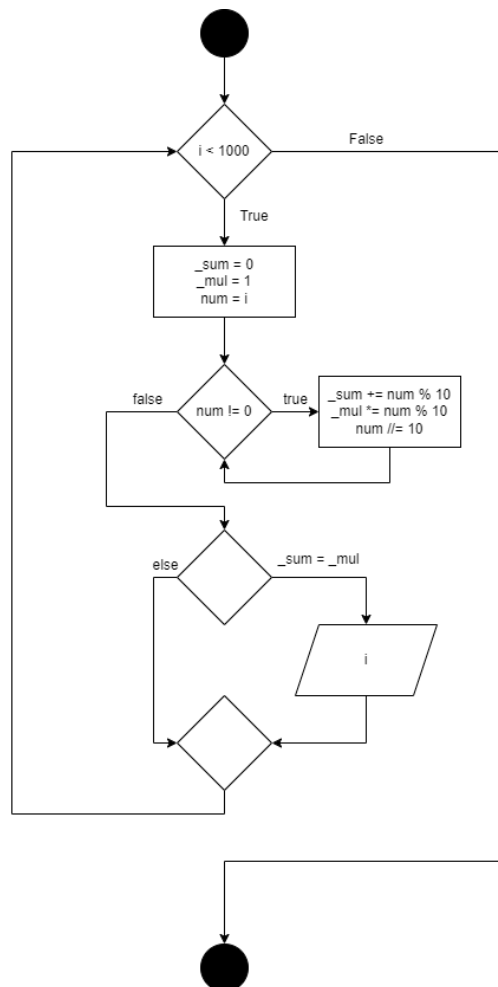 i < 1000
False
True
_sum = 0
_mul = 1
num = i
false
num != 0
true
_sum += num % 10
_mul *= num % 10
num //= 10
else
_sum = _mul
i